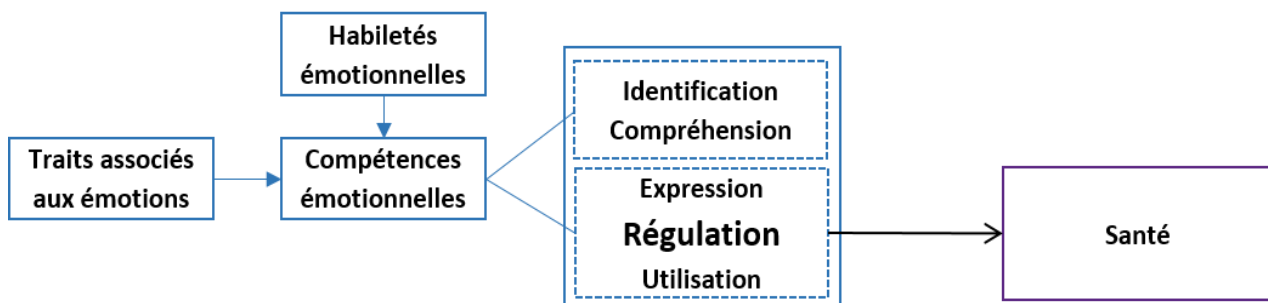 Habiletés
émotionnelles
Traits associés
aux émotions
Compétences
émotionnelles
Identification
Compréhension
Expression
Régulation
Utilisation
Santé